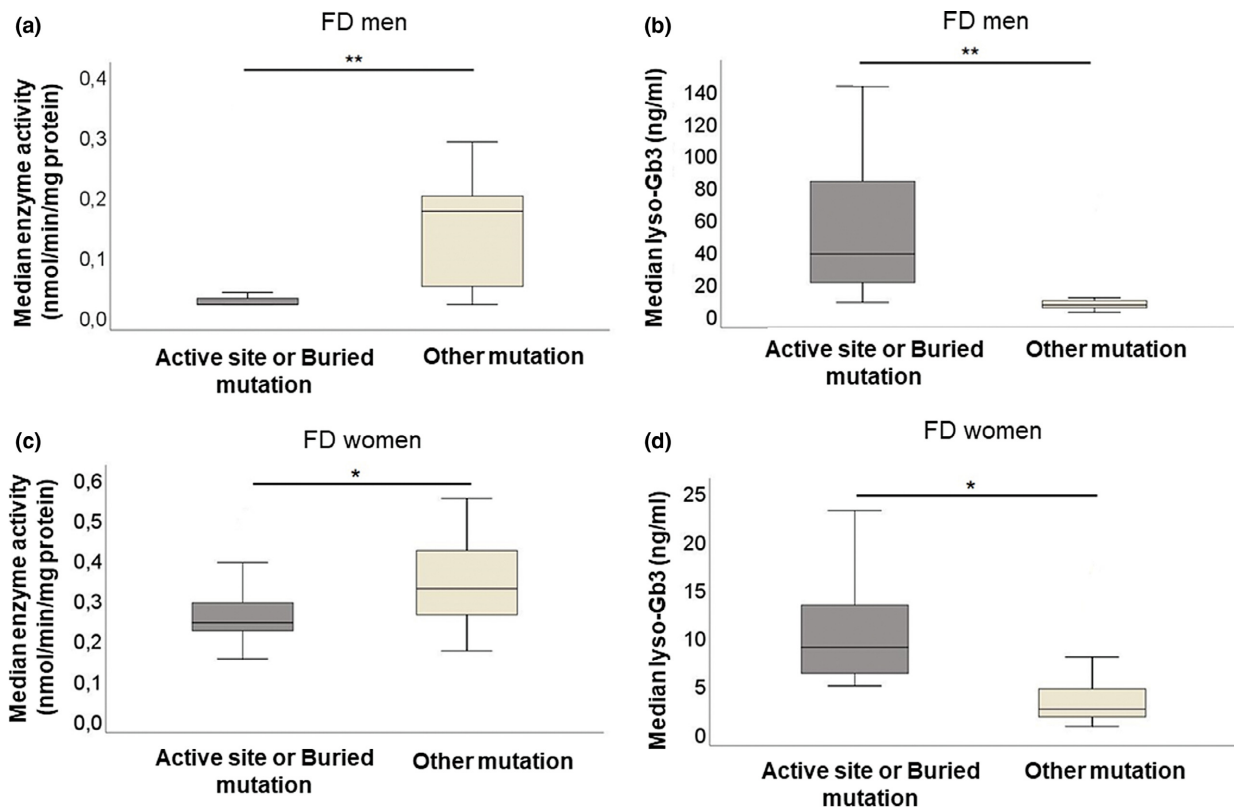 (a)
FD men
**
Median enzyme activity
(nmol/min/mg protein)
0,4
0,3
0,2
0,1
0,0
Active site or Buried
mutation
Other mutation
(b)
FD men
**
Median lyso-Gb3 (ng/ml)
140
120
100
80
60
40
20
0
Active site or Buried
mutation
Other mutation
(c)
FD women
*
Median enzyme activity
(nmol/min/mg protein)
0,6
0,5
0,4
0,3
0,2
0,1
0,0
Active site or Buried
mutation
Other mutation
(d)
FD women
*
Median lyso-Gb3 (ng/ml)
25
20
15
10
5
0
Active site or Buried
mutation
Other mutation